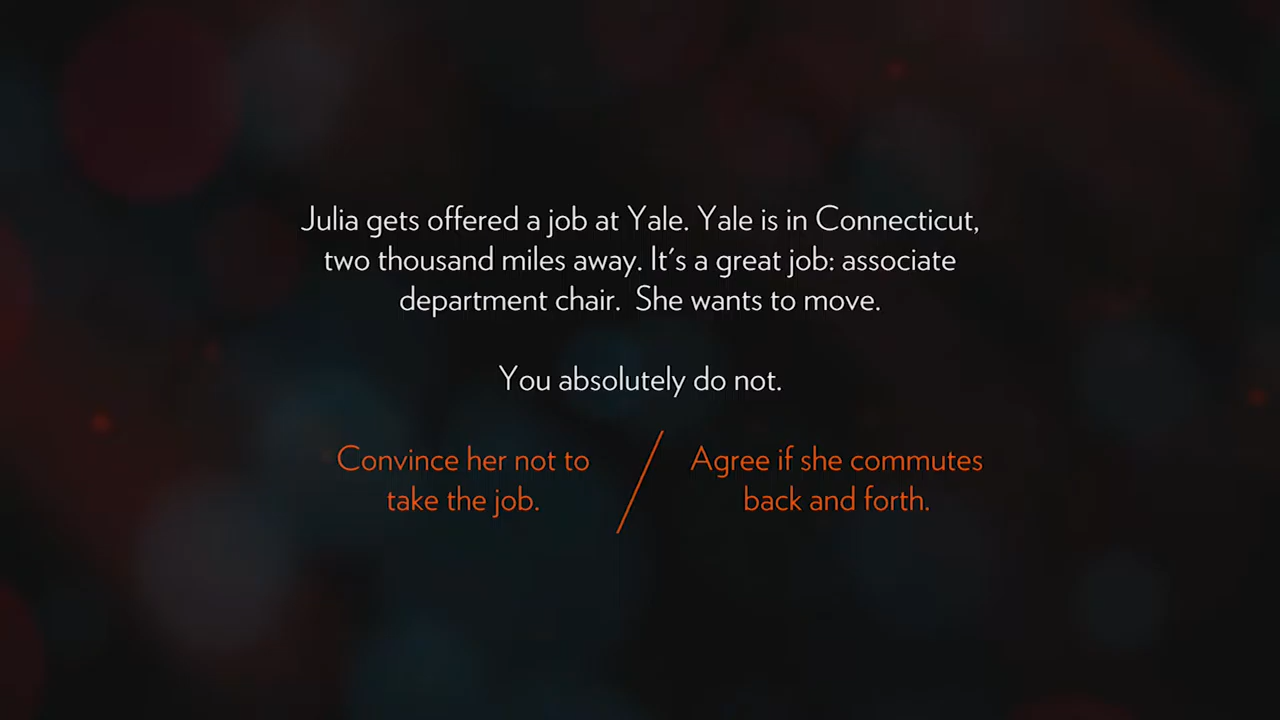 Julia gets offered a job at Yale. Yale is in Connecticut,
two thousand miles away. It's a great job: associate
department chair.  She wants to move.
You absolutely do not.
Convince her not to
take the job.
Agree if she commutes
back and forth.